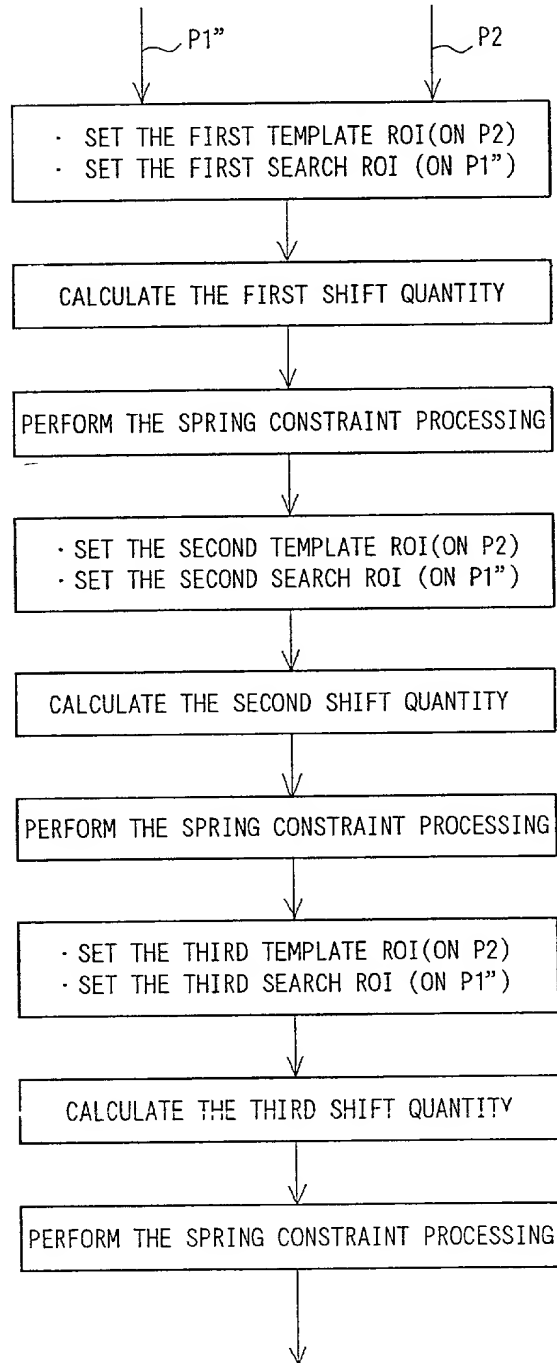 P1” P2
· SET THE FIRST TEMPLATE ROI(ON P2)
· SET THE FIRST SEARCH ROI (ON P1”)
CALCULATE THE FIRST SHIFT QUANTITY
PERFORM THE SPRING CONSTRAINT PROCESSING
· SET THE SECOND TEMPLATE ROI(ON P2)
· SET THE SECOND SEARCH ROI (ON P1”)
CALCULATE THE SECOND SHIFT QUANTITY
PERFORM THE SPRING CONSTRAINT PROCESSING
· SET THE THIRD TEMPLATE ROI(ON P2)
· SET THE THIRD SEARCH ROI (ON P1”)
CALCULATE THE THIRD SHIFT QUANTITY
PERFORM THE SPRING CONSTRAINT PROCESSING